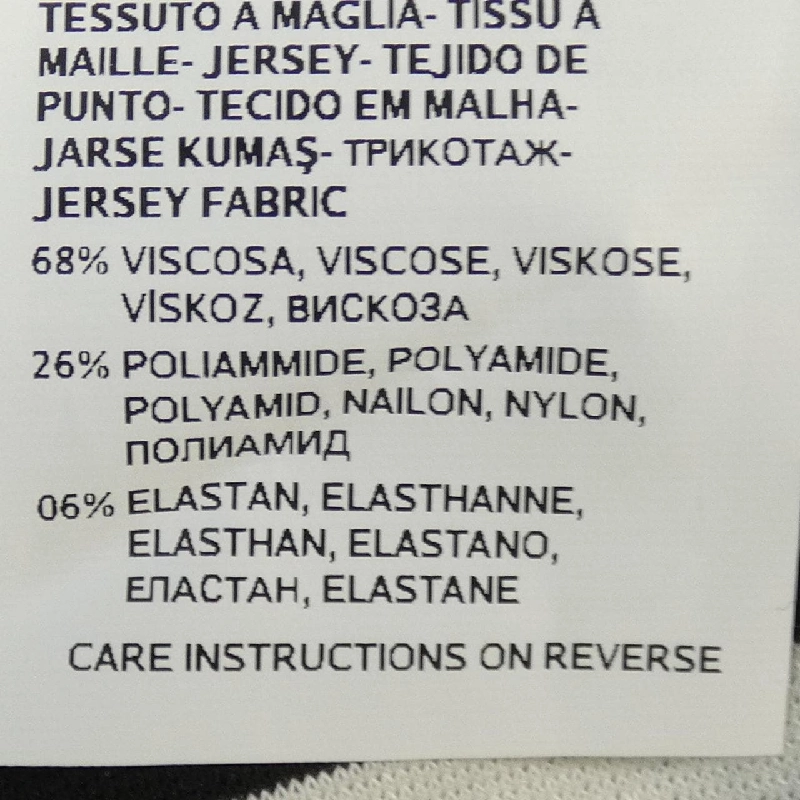 TESSUTO A MAGLIA- TISSU A
MAILLE- JERSEY- TEJIDO DE
PUNTO- TECIDO EM MALHA-
JARSE KUMAŞ- ТРИКОТАЖ-
JERSEY FABRIC
68% VISCOSA, VISCOSE, VISKOSE,
VİSKOZ, ВИСКОЗА
26% POLIAMMIDE, POLYAMIDE,
POLYAMID, NAILON, NYLON,
ПОЛИАМИД
06% ELASTAN, ELASTHANNE,
ELASTHAN, ELASTANO,
ЕЛАСТАН, ELASTANE
CARE INSTRUCTIONS ON REVERSE